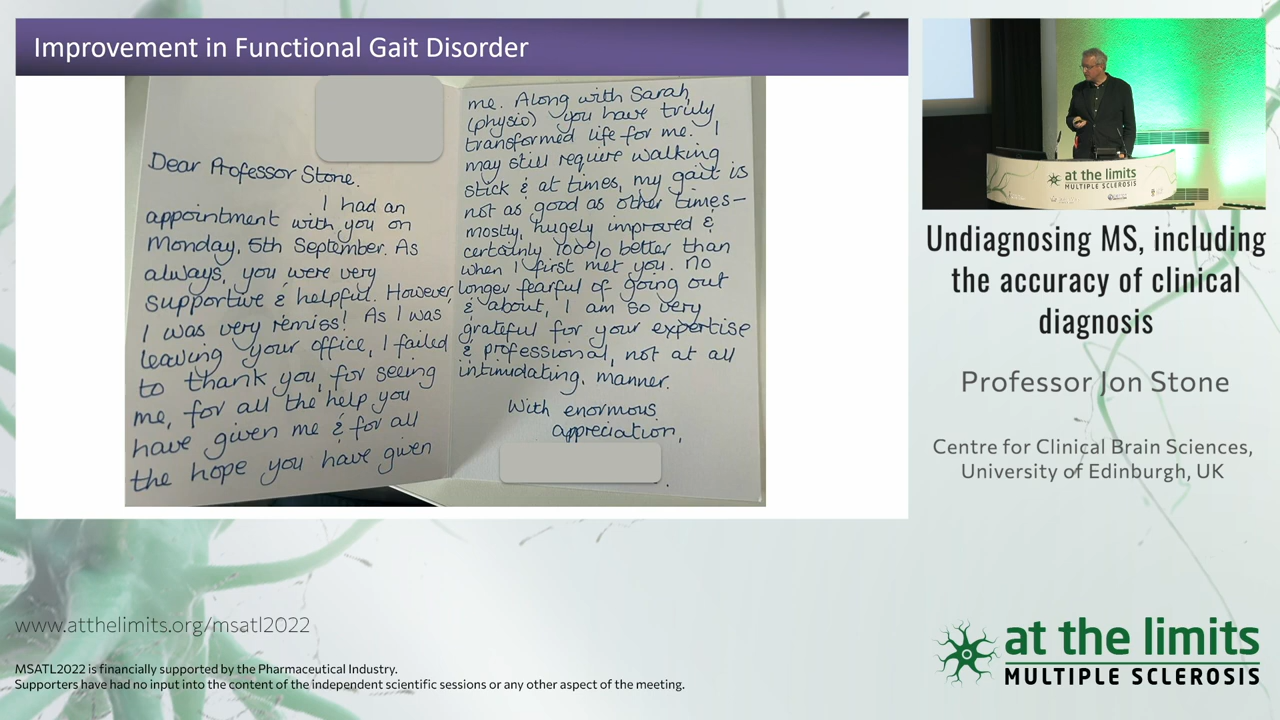 Improvement in Functional Gait Disorder
Dear Professor Stone.
I had an
appointment with you on
Monday, 5th September. As
always, you were very
supportive & helpful. However,
I was very remiss! As I was
leaving your office, I failed
to thank you, for seeing
me, for all the help you
have given me & for all
the hope you have given
me. Along with Sarah,
(physio) you have truly
transformed life for me. I
may still require walking
stick & at times, my gait is
not as good as other times -
mostly, hugely improved &
certainly 100% better than
when I first met you. No
longer fearful of going out
& about, I am so very
grateful for your expertise
& professional, not at all
intimidating, manner.
With enormous
appreciation,
at the limits
MULTIPLE SCLEROSIS
Undiagnosing MS, including
the accuracy of clinical
diagnosis
Professor Jon Stone
Centre for Clinical Brain Sciences,
University of Edinburgh, UK
www.atthelimits.org/msatl2022
MSATL2022 is financially supported by the Pharmaceutical Industry.
Supporters have had no input into the content of the independent scientific sessions or any other aspect of the meeting.
at the limits
MULTIPLE SCLEROSIS